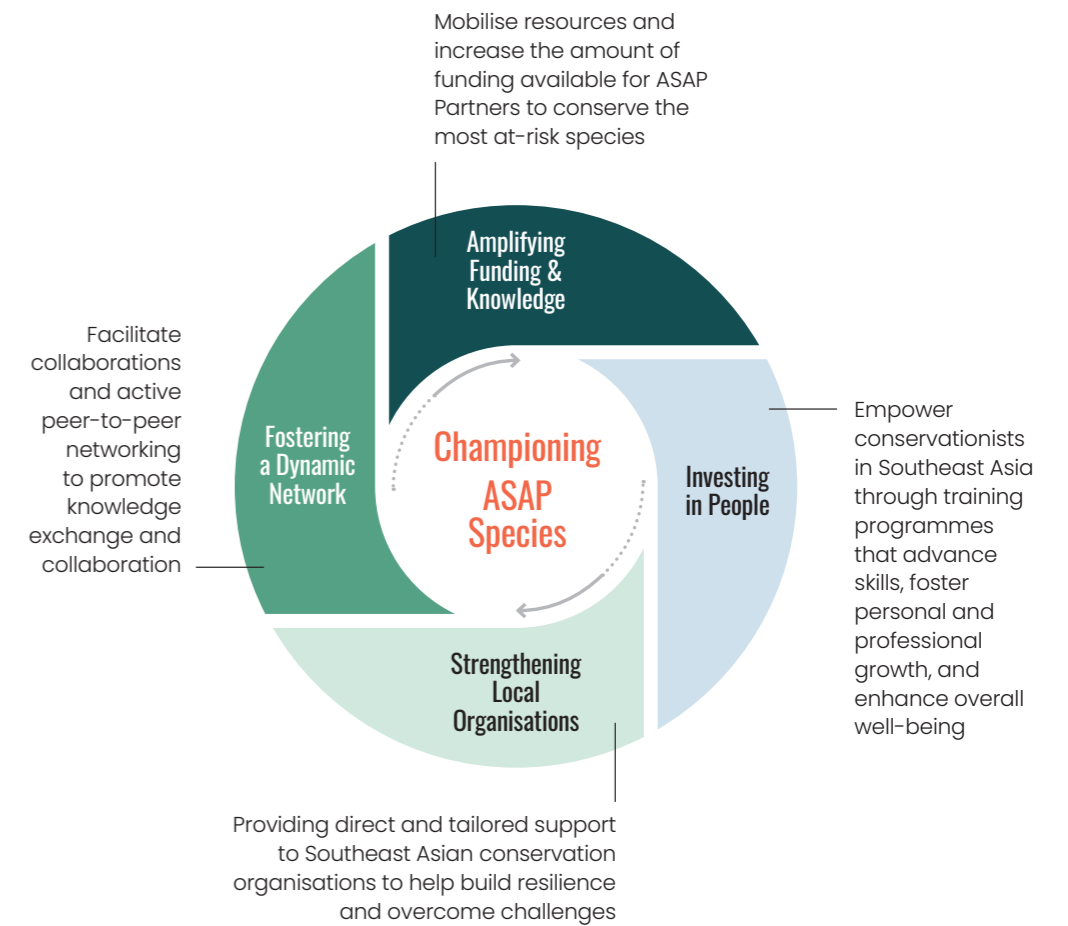 Mobilise resources and
increase the amount of
funding available for ASAP
Partners to conserve the
most at-risk species
Amplifying
Funding &
Knowledge
Facilitate
collaborations
and active
peer-to-peer
networking
to promote
knowledge
exchange and
collaboration
Fostering
a Dynamic
Network
Championing
ASAP
Species
Investing
in People
Empower
conservationists
in Southeast Asia
through training
programmes
that advance
skills, foster
personal and
professional
growth, and
enhance overall
well-being
Strengthening
Local
Organisations
Providing direct and tailored support
to Southeast Asian conservation
organisations to help build resilience
and overcome challenges